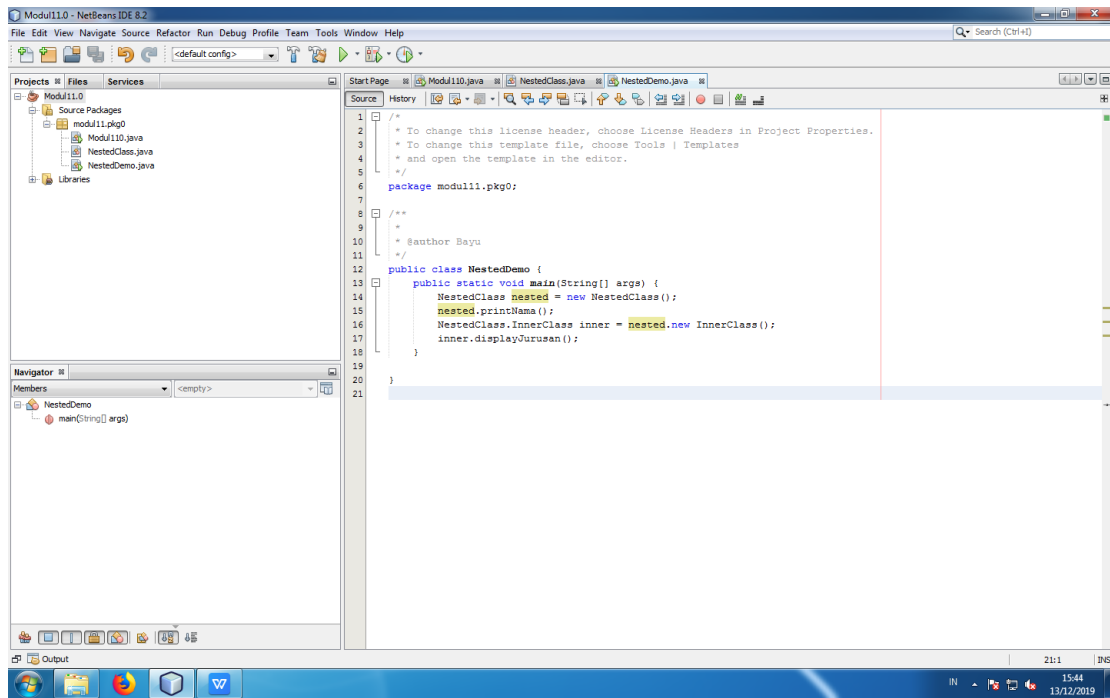 Modul11.0 - NetBeans IDE 8.2
File Edit View Navigate Source Refactor Run Debug Profile Team Tools Window Help
Search (Ctrl+I)
<default config>
Projects Files Services
Modul11.0
Source Packages
modul11.pkg0
Modul110.java
NestedClass.java
NestedDemo.java
Libraries
Start Page Modul110.java NestedClass.java NestedDemo.java
Source History
1 /*
2 * To change this license header, choose License Headers in Project Properties.
3 * To change this template file, choose Tools | Templates
4 * and open the template in the editor.
5 */
6 package modul11.pkg0;
7
8 /**
9 *
10 * @author Bayu
11 */
12 public class NestedDemo {
13 public static void main(String[] args) {
14 NestedClass nested = new NestedClass();
15 nested.printNama();
16 NestedClass.InnerClass inner = nested.new InnerClass();
17 inner.displayJurusan();
18 }
19
20 }
21
Navigator
Members <empty>
NestedDemo
main(String[] args)
Output
21:1 INS
IN 15:44
13/12/2019